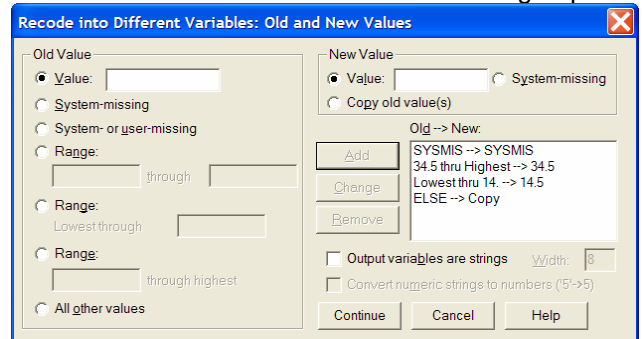 Recode into Different Variables: Old and New Values
Old Value
Value:
System-missing
System- or user-missing
Range:
through
Range:
Lowest through
Range:
through highest
All other values
New Value
Value:
System-missing
Copy old value(s)
Old --> New:
Add
Change
Remove
SYSMIS --> SYSMIS
34.5 thru Highest --> 34.5
Lowest thru 14. --> 14.5
ELSE --> Copy
Output variables are strings
Width:
8
Convert numeric strings to numbers ('5'->5)
Continue
Cancel
Help